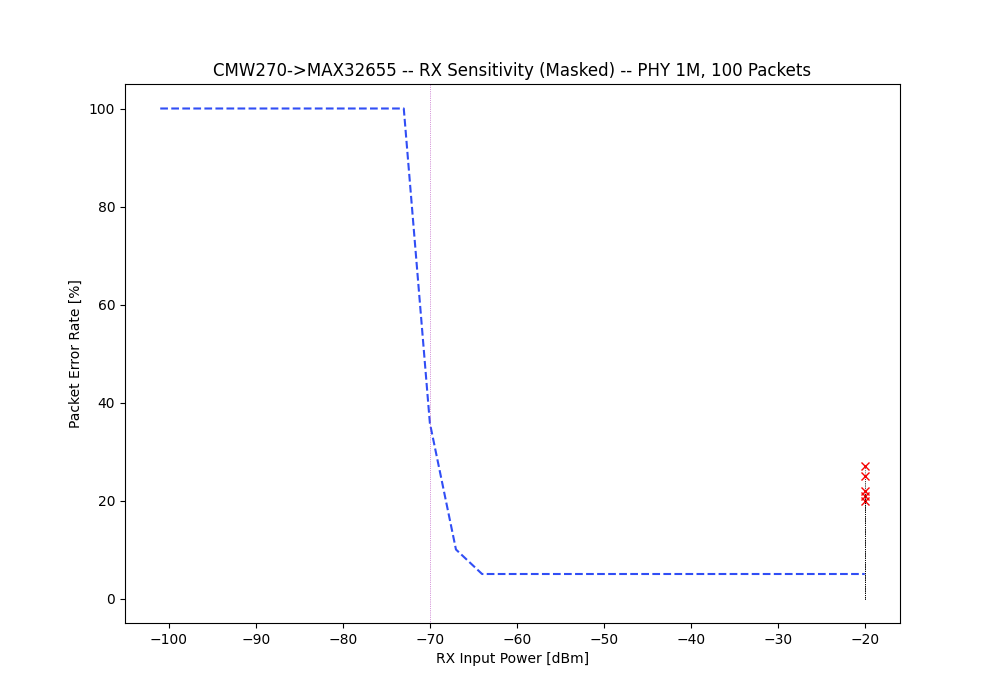 CMW270->MAX32655 -- RX Sensitivity (Masked) -- PHY 1M, 100 Packets
100
80
60
40
20
0
Packet Error Rate [%]
−100 −90 −80 −70 −60 −50 −40 −30 −20
RX Input Power [dBm]